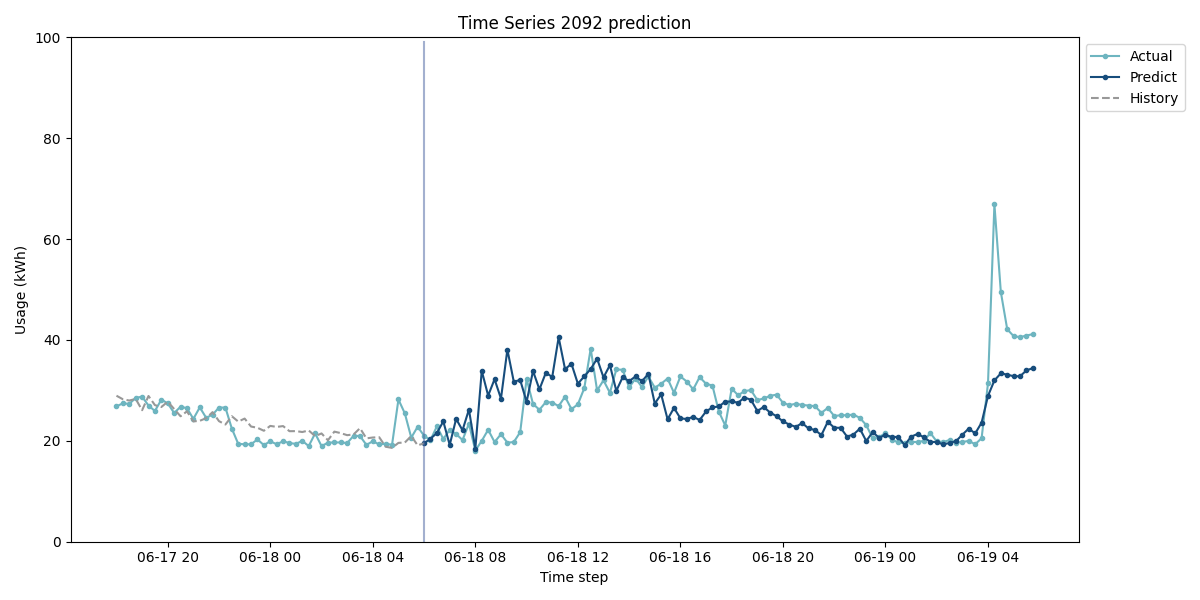 Time Series 2092 prediction
100
80
60
40
20
0
Usage (kWh)
06-17 20
06-18 00
06-18 04
06-18 08
06-18 12
06-18 16
06-18 20
06-19 00
06-19 04
Time step
Actual
Predict
History